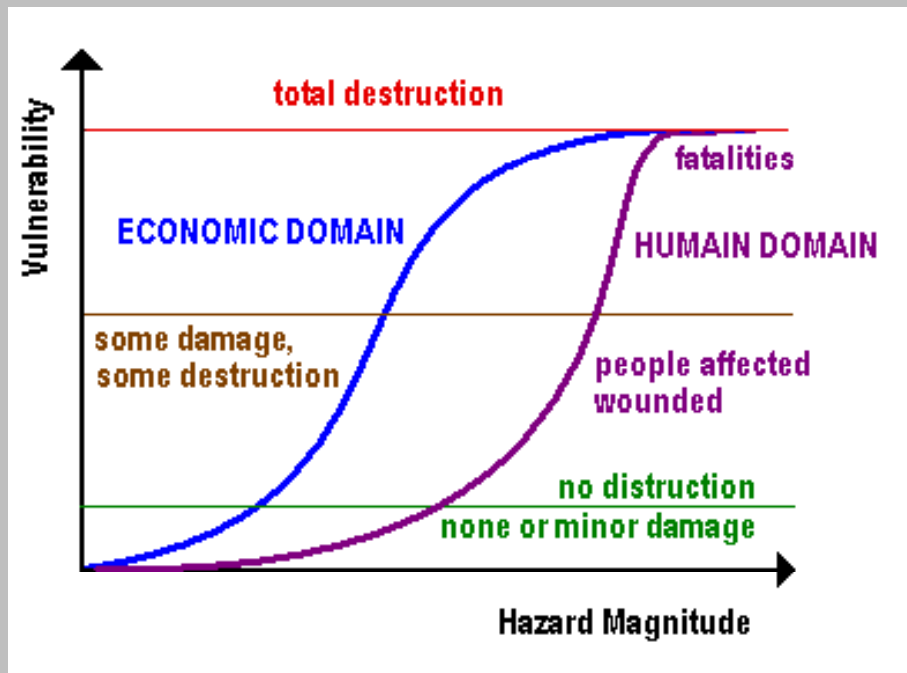 total destruction
Vulnerability
fatalities
ECONOMIC DOMAIN
HUMAIN DOMAIN
some damage,
some destruction
people affected
wounded
no distruction
none or minor damage
Hazard Magnitude